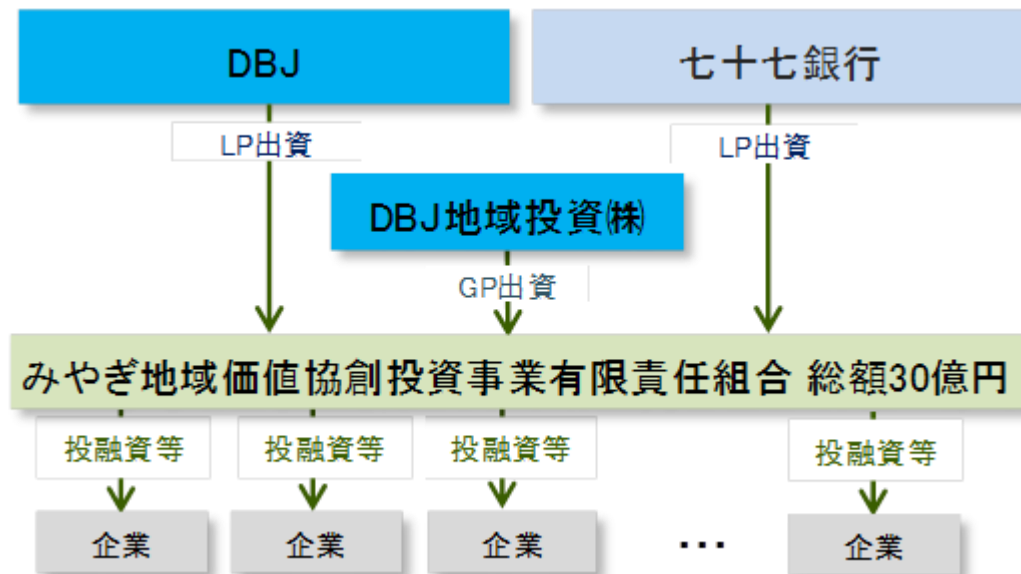 DBJ
七十七銀行
LP出資
LP出資
DBJ地域投資㈱
GP出資
みやぎ地域価値協創投資事業有限責任組合 総額30億円
投融資等
投融資等
投融資等
投融資等
企業
企業
企業
…
企業